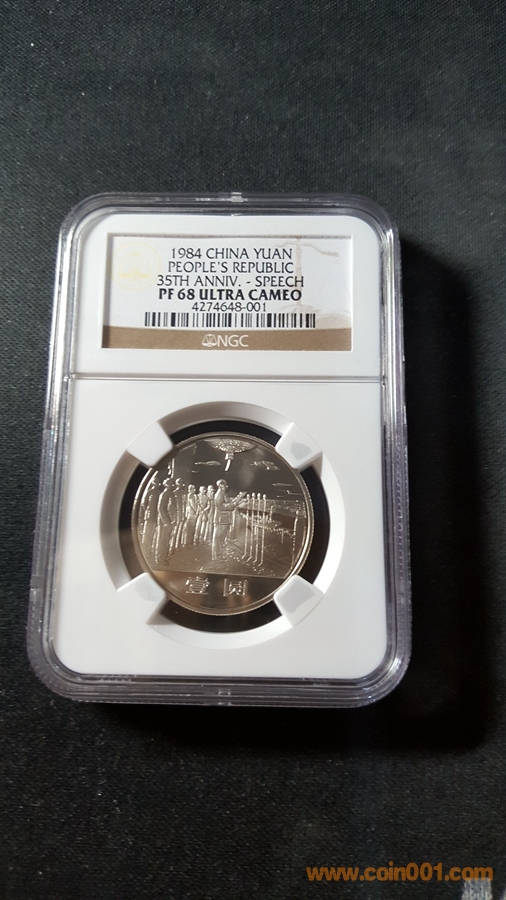 1984 CHINA YUAN
PEOPLE'S REPUBLIC
35TH ANNIV. - SPEECH
PF 68 ULTRA CAMEO
4274648-001
NGC
壹圆
www.coin001.com